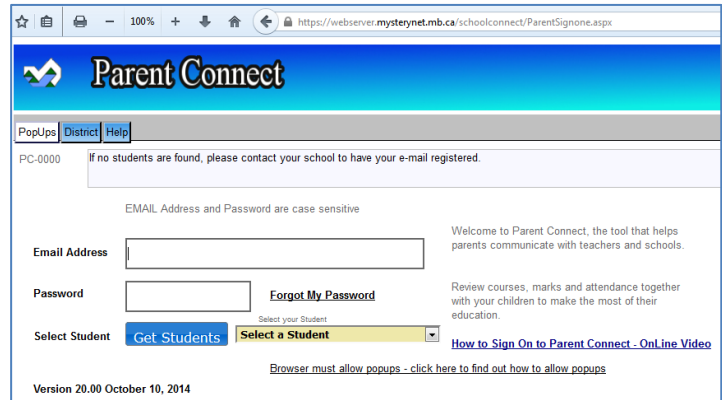 100%
https://webserver.mysterynet.mb.ca/schoolconnect/ParentSignone.aspx
Parent Connect
PopUps District Help
PC-0000 If no students are found, please contact your school to have your e-mail registered.
EMAIL Address and Password are case sensitive
Welcome to Parent Connect, the tool that helps
parents communicate with teachers and schools.
Email Address
Password Forgot My Password
Review courses, marks and attendance together
with your children to make the most of their
education.
Select your Student
Select Student Get Students Select a Student
How to Sign On to Parent Connect - OnLine Video
Browser must allow popups - click here to find out how to allow popups
Version 20.00 October 10, 2014